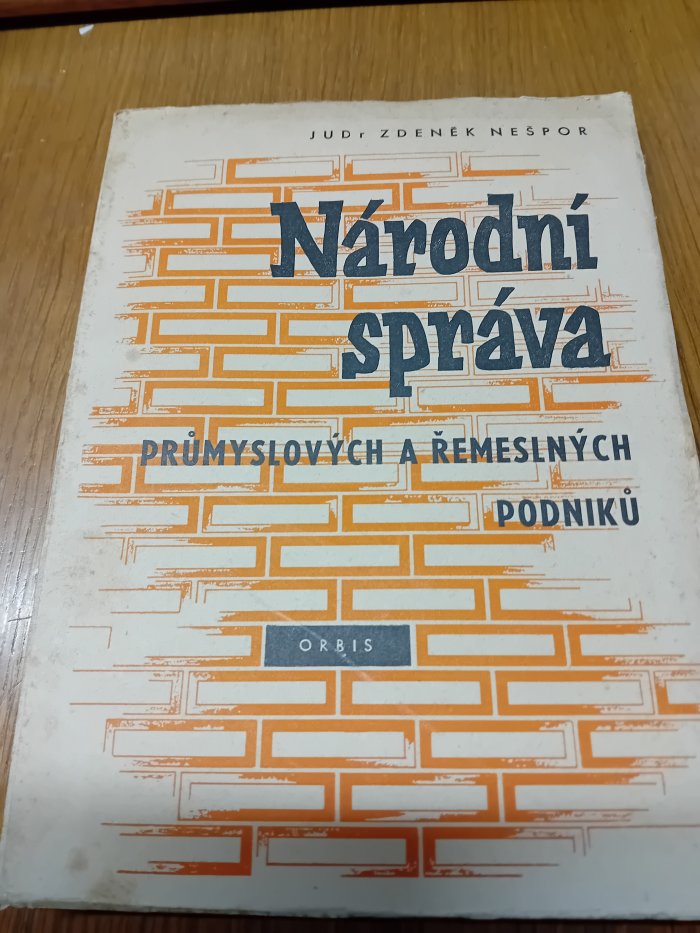 JUDr ZDENĚK NEŠPOR
Národní
správa
PRŮMYSLOVÝCH A ŘEMESLNÝCH
PODNIKŮ
ORBIS